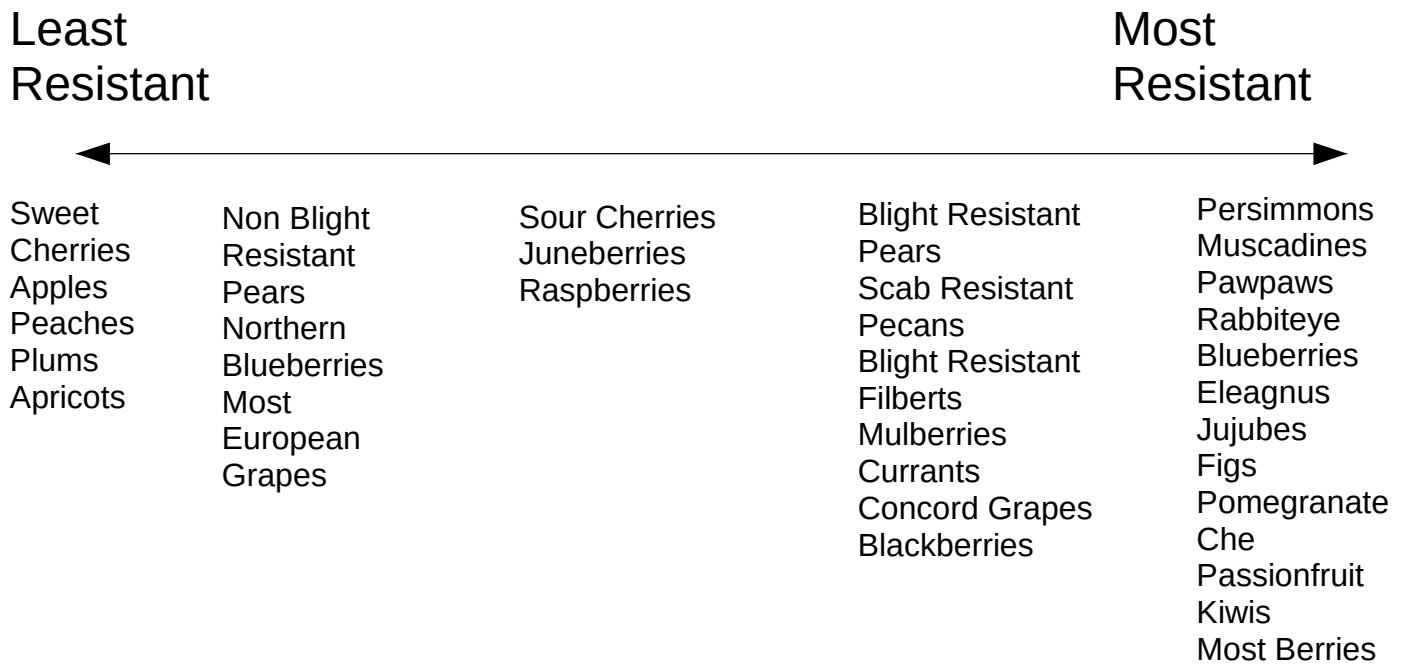 Least
Resistant
Most
Resistant
Sweet
Cherries
Apples
Peaches
Plums
Apricots
Non Blight
Resistant
Pears
Northern
Blueberries
Most
European
Grapes
Sour Cherries
Juneberries
Raspberries
Blight Resistant
Pears
Scab Resistant
Pecans
Blight Resistant
Filberts
Mulberries
Currants
Concord Grapes
Blackberries
Persimmons
Muscadines
Pawpaws
Rabbiteye
Blueberries
Eleagnus
Jujubes
Figs
Pomegranate
Che
Passionfruit
Kiwis
Most Berries